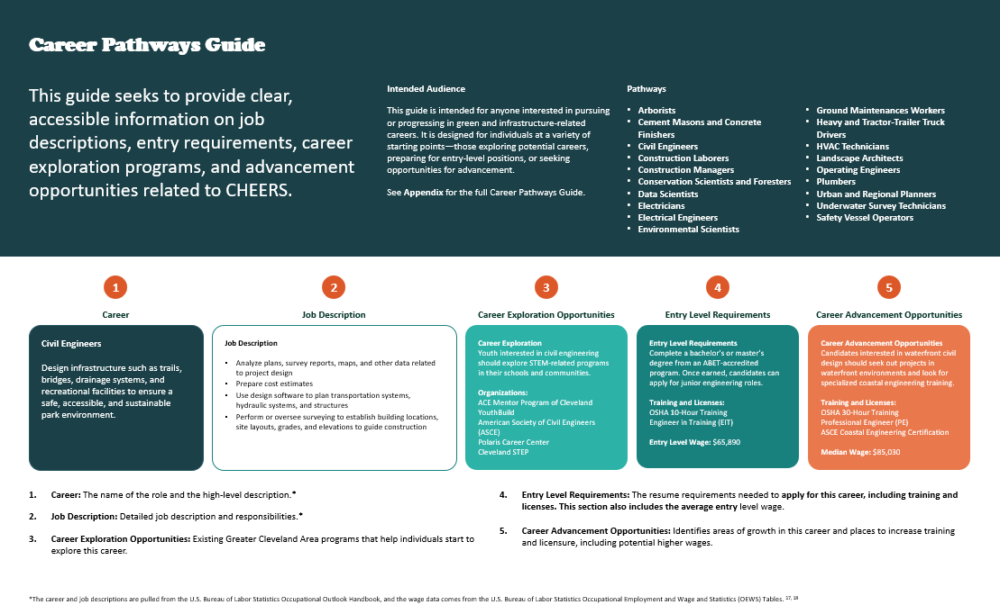 Career Pathways Guide
This guide seeks to provide clear,
accessible information on job
descriptions, entry requirements, career
exploration programs, and advancement
opportunities related to CHEERS.
Intended Audience
This guide is intended for anyone interested in pursuing
or progressing in green and infrastructure-related
careers. It is designed for individuals at a variety of
starting points—those exploring potential careers,
preparing for entry-level positions, or seeking
opportunities for advancement.
See Appendix for the full Career Pathways Guide.
Pathways
• Arborists
• Cement Masons and Concrete
Finishers
• Civil Engineers
• Construction Laborers
• Construction Managers
• Conservation Scientists and Foresters
• Data Scientists
• Electricians
• Electrical Engineers
• Environmental Scientists
• Ground Maintenances Workers
• Heavy and Tractor-Trailer Truck
Drivers
• HVAC Technicians
• Landscape Architects
• Operating Engineers
• Plumbers
• Urban and Regional Planners
• Underwater Survey Technicians
• Safety Vessel Operators
1
Career
Civil Engineers
Design infrastructure such as trails,
bridges, drainage systems, and
recreational facilities to ensure a
safe, accessible, and sustainable
park environment.
2
Job Description
Job Description
• Analyze plans, survey reports, maps, and other data related
to project design
• Prepare cost estimates
• Use design software to plan transportation systems,
hydraulic systems, and structures
• Perform or oversee surveying to establish building locations,
site layouts, grades, and elevations to guide construction
3
Career Exploration Opportunities
Career Exploration
Youth interested in civil engineering
should explore STEM-related programs
in their schools and communities.
Organizations:
ACE Mentor Program of Cleveland
YouthBuild
American Society of Civil Engineers
(ASCE)
Polaris Career Center
Cleveland STEP
4
Entry Level Requirements
Entry Level Requirements
Complete a bachelor's or master's
degree from an ABET-accredited
program. Once earned, candidates can
apply for junior engineering roles.
Training and Licenses:
OSHA 10-Hour Training
Engineer in Training (EIT)
Entry Level Wage: $65,890
5
Career Advancement Opportunities
Career Advancement Opportunities
Candidates interested in waterfront civil
design should seek out projects in
waterfront environments and look for
specialized coastal engineering training.
Training and Licenses:
OSHA 30-Hour Training
Professional Engineer (PE)
ASCE Coastal Engineering Certification
Median Wage: $85,030
1. Career: The name of the role and the high-level description.*
2. Job Description: Detailed job description and responsibilities.*
3. Career Exploration Opportunities: Existing Greater Cleveland Area programs that help individuals start to
explore this career.
4. Entry Level Requirements: The resume requirements needed to apply for this career, including training and
licenses. This section also includes the average entry level wage.
5. Career Advancement Opportunities: Identifies areas of growth in this career and places to increase training
and licensure, including potential higher wages.
*The career and job descriptions are pulled from the U.S. Bureau of Labor Statistics Occupational Outlook Handbook, and the wage data comes from the U.S. Bureau of Labor Statistics Occupational Employment and Wage and Statistics (OEWS) Tables. 17, 18